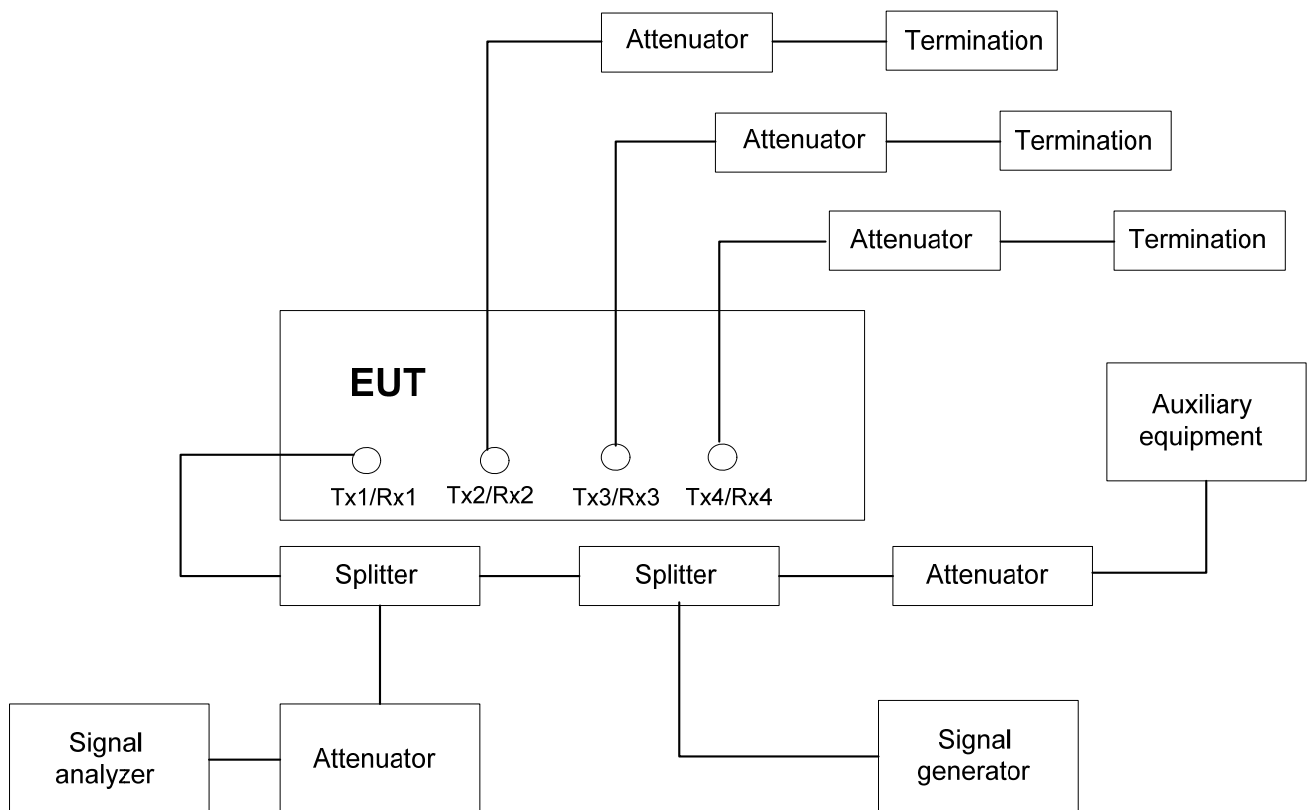 Attenuator
Termination
Attenuator
Termination
Attenuator
Termination
EUT
Auxiliary
equipment
Tx1/Rx1
Tx2/Rx2
Tx3/Rx3
Tx4/Rx4
Splitter
Splitter
Attenuator
Signal
analyzer
Attenuator
Signal
generator